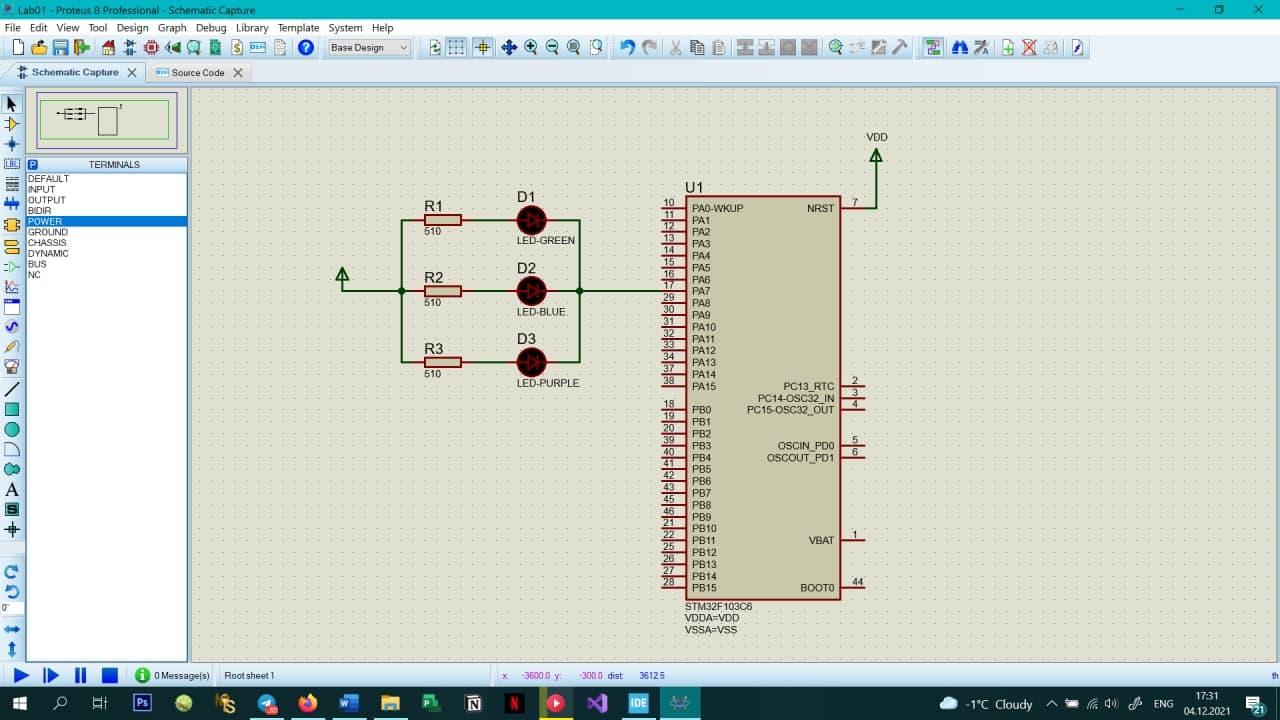 Lab01 - Proteus 8 Professional - Schematic Capture
File Edit View Tool Design Graph Debug Library Template System Help
Base Design
Schematic Capture Source Code
P TERMINALS
DEFAULT
INPUT
OUTPUT
BIDIR
POWER
GROUND
CHASSIS
DYNAMIC
BUS
NC
LBL
A
S
0°
VDD
R1
510
D1
LED-GREEN
R2
510
D2
LED-BLUE
R3
510
D3
LED-PURPLE
U1
10 PA0-WKUP NRST 7
11 PA1
12 PA2
13 PA3
14 PA4
15 PA5
16 PA6
17 PA7
29 PA8
30 PA9
31 PA10
32 PA11
33 PA12
34 PA13
37 PA14
38 PA15 PC13_RTC 2
PC14-OSC32_IN 3
18 PB0 PC15-OSC32_OUT 4
19 PB1
20 PB2
39 PB3 OSCIN_PD0 5
40 PB4 OSCOUT_PD1 6
41 PB5
42 PB6
43 PB7
45 PB8
46 PB9
21 PB10
22 PB11 VBAT 1
25 PB12
26 PB13
27 PB14
28 PB15 BOOT0 44
STM32F103C6
VDDA=VDD
VSSA=VSS
0 Message(s) Root sheet 1 x: -3600.0 y: -300.0 dist: 3612.5 th
Ps W P N N IDE -1°C Cloudy ENG 17:31
04.12.2021 21